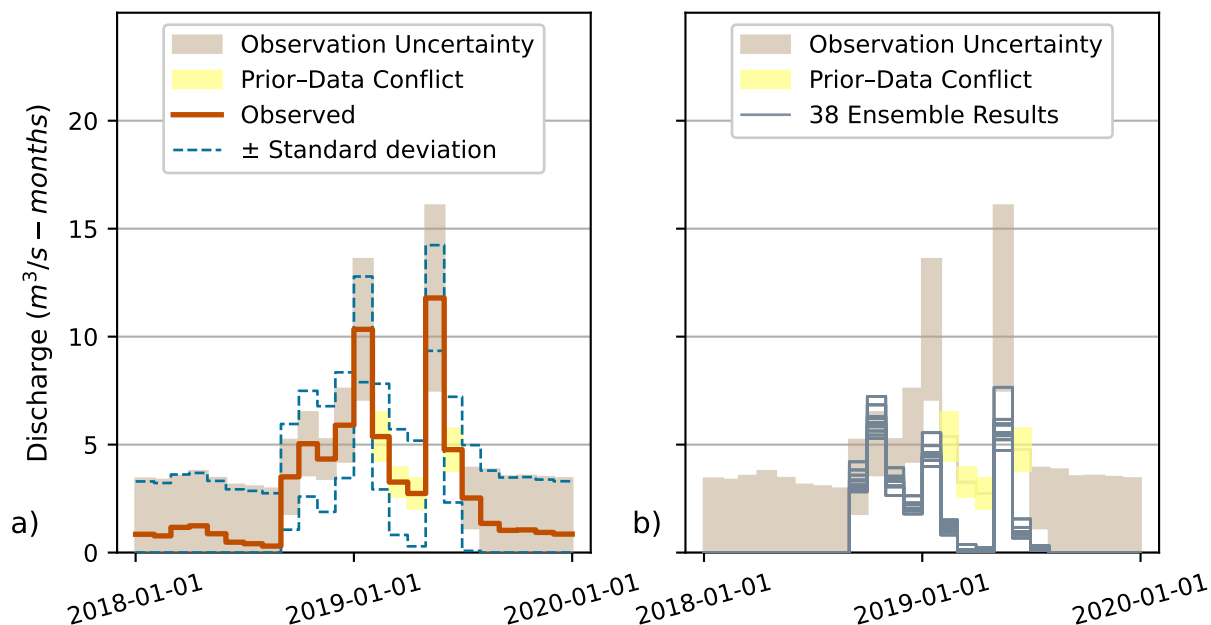 Observation Uncertainty
Prior–Data Conflict
Observed
± Standard deviation
Discharge (m³/s − months)
20
15
10
5
0
a)
2018-01-01
2019-01-01
2020-01-01
Observation Uncertainty
Prior–Data Conflict
38 Ensemble Results
b)
2018-01-01
2019-01-01
2020-01-01